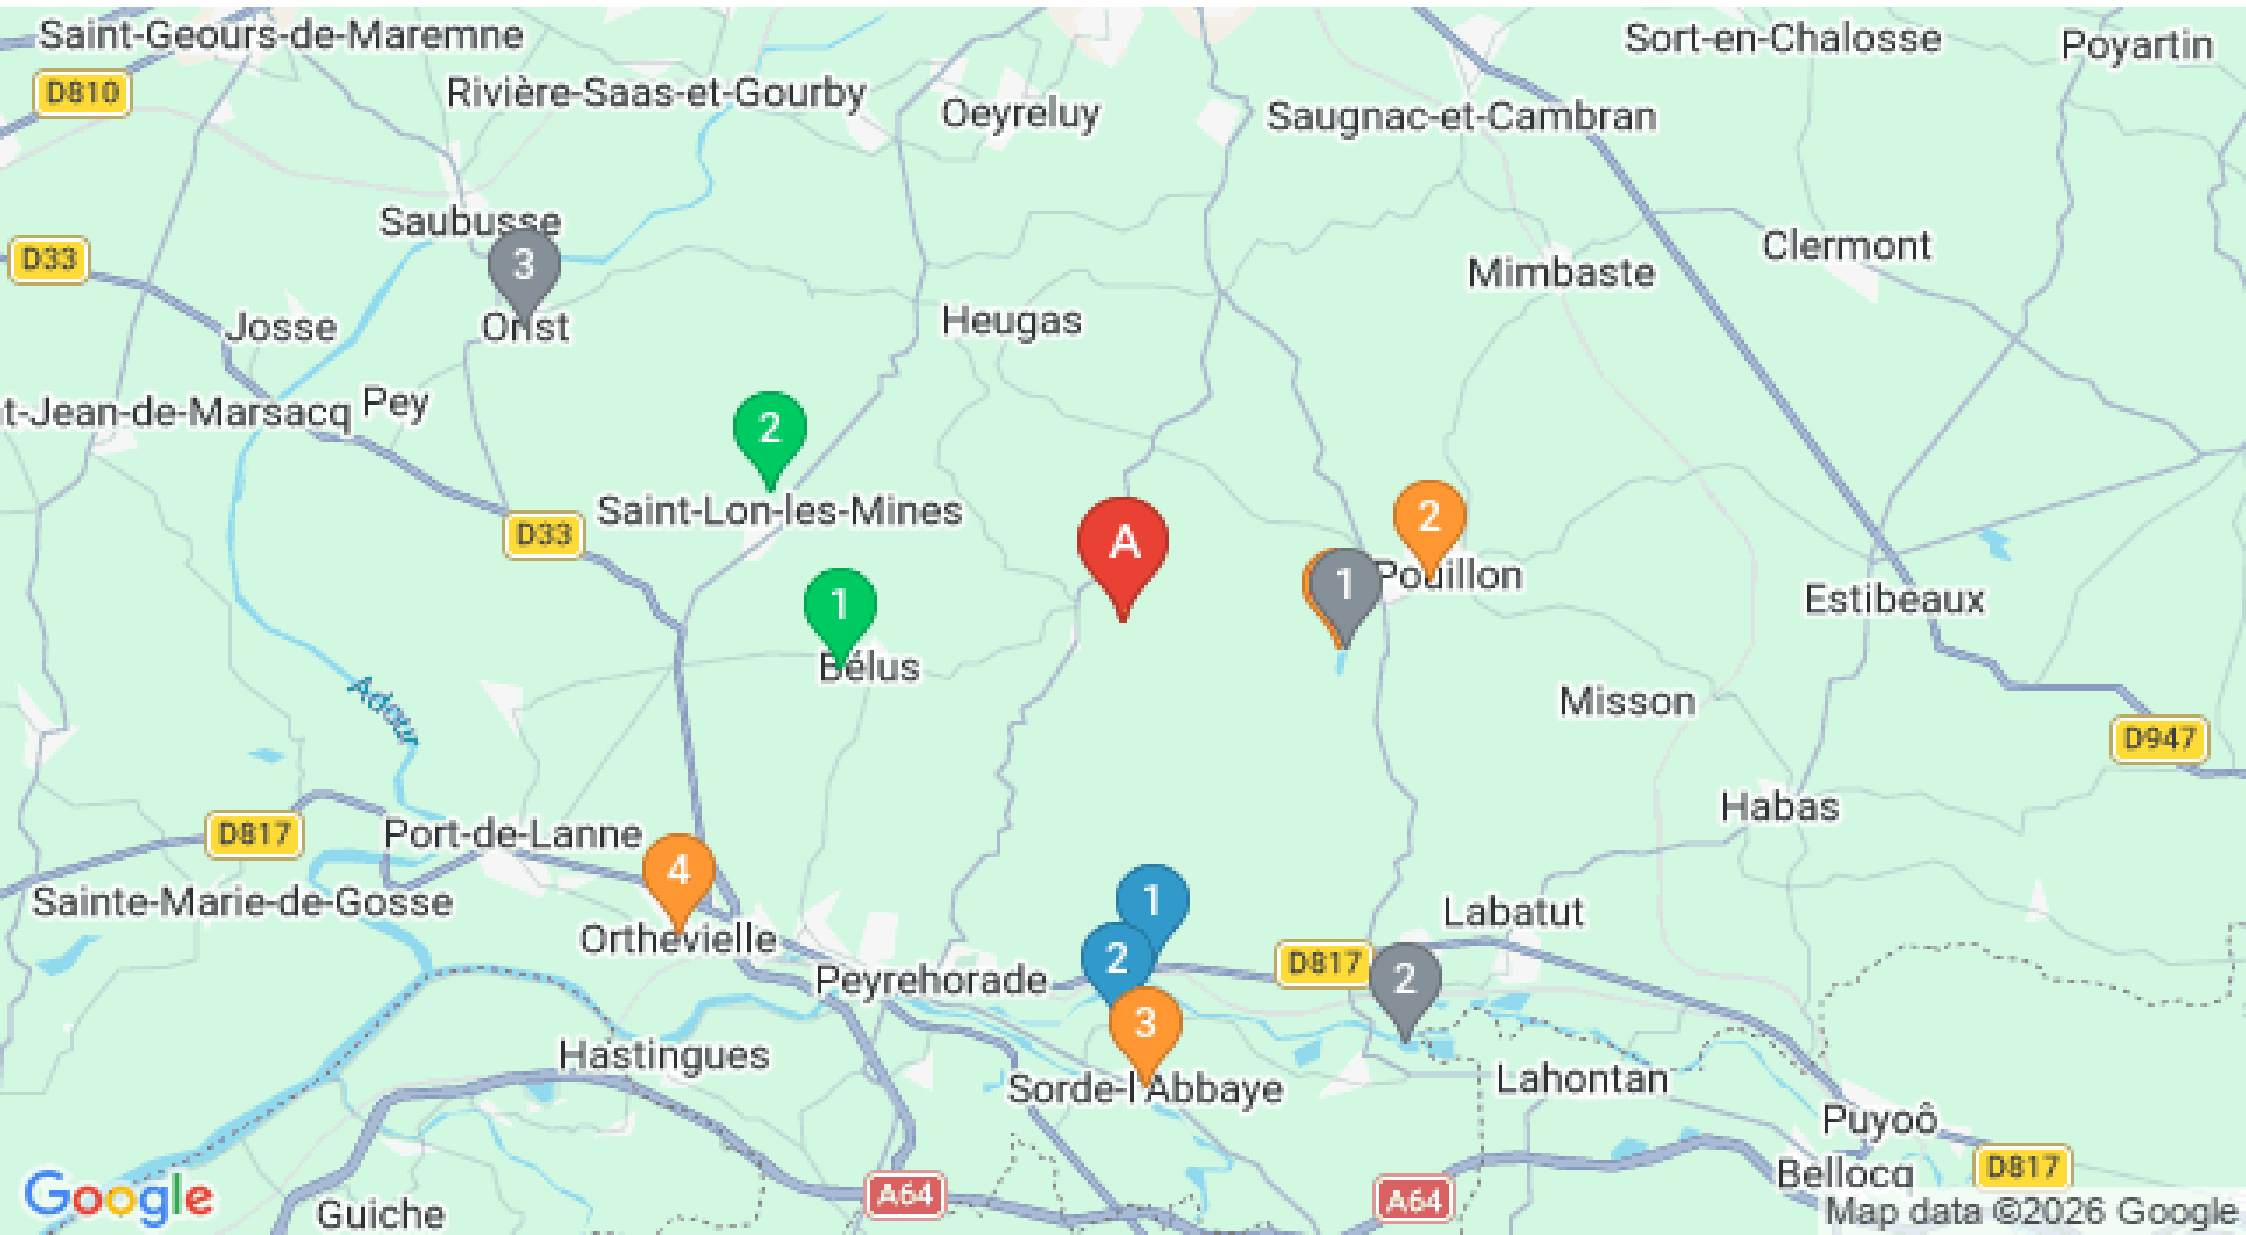 Saint-Geours-de-Maremne
Sort-en-Chalosse
Poyartin
D810
Rivière-Saas-et-Gourby
Oeyreluy
Saugnac-et-Cambran
Saubusse
D33
3
Clermont
Mimbaste
Josse
Orist
Heugas
t-Jean-de-Marsacq
Pey
2
Saint-Lon-les-Mines
D33
A
2
1
Pouillon
Estibeaux
1
Bélus
Adour
Misson
D947
Habas
D817
Port-de-Lanne
4
Sainte-Marie-de-Gosse
Orthevielle
1
Labatut
2
D817
2
Peyrehorade
3
Hastingues
Sorde-l'Abbaye
Lahontan
Puyoô
Bellocq
D817
Google
A64
A64
Guiche
Map data ©2026 Google